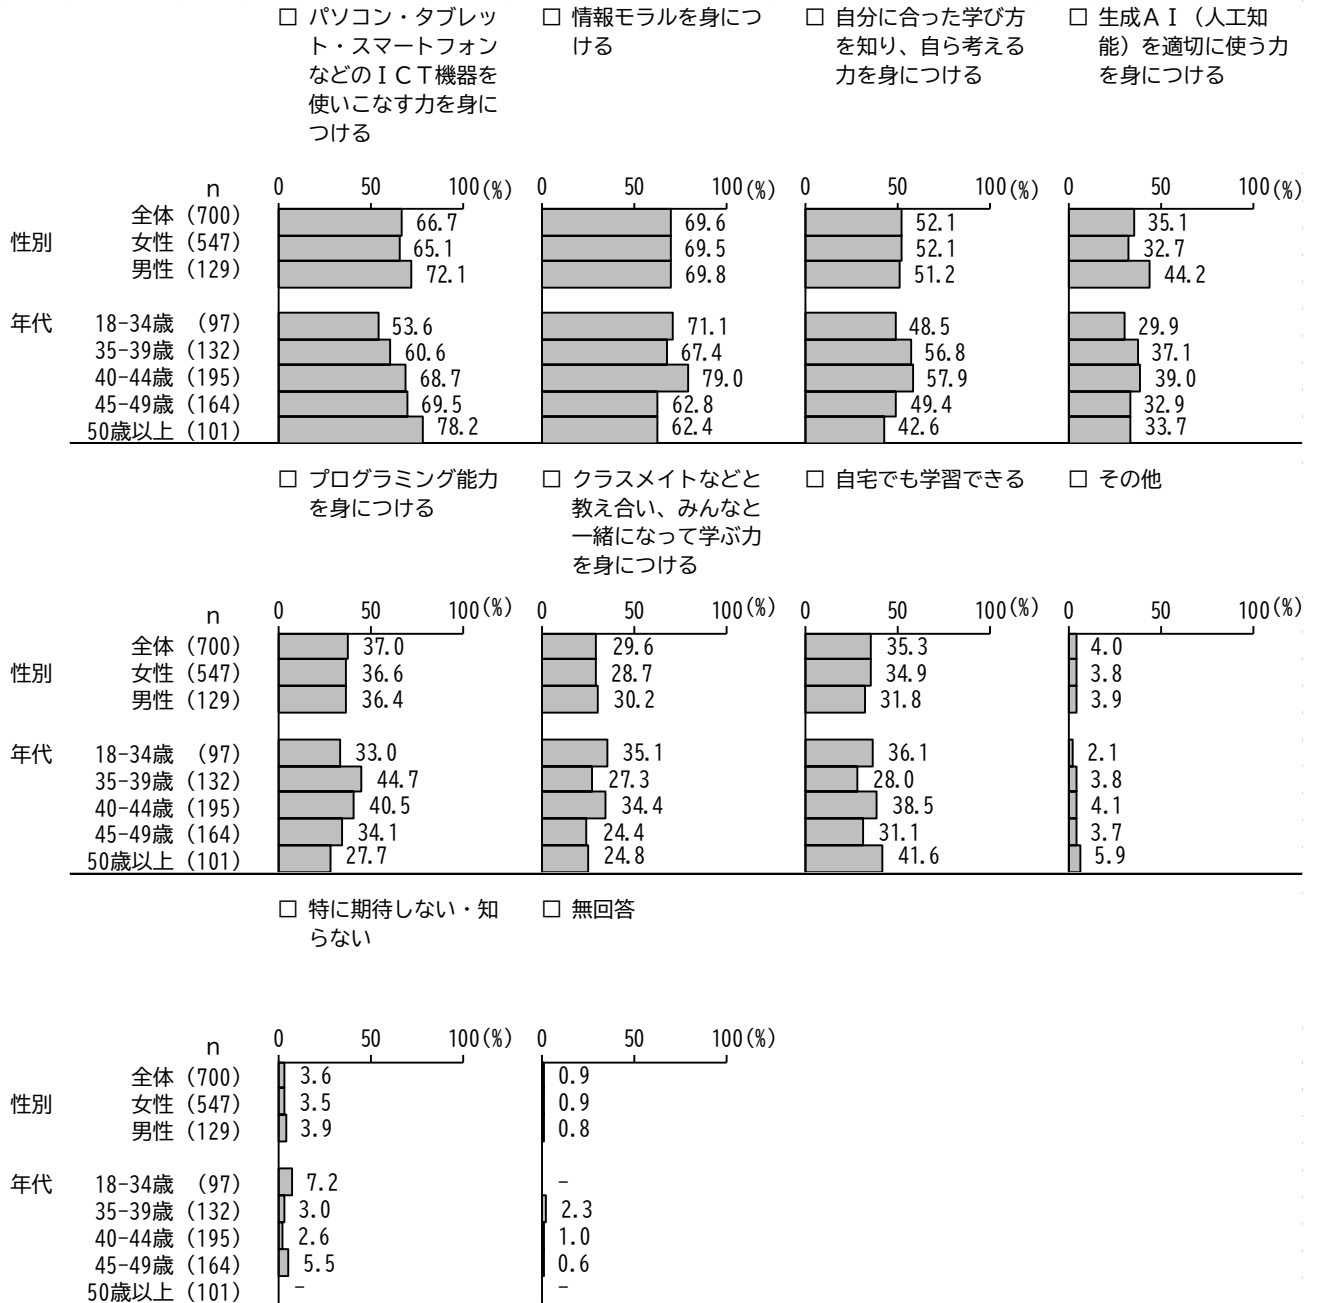 □ パソコン・タブレッ
ト・スマートフォン
などのＩＣＴ機器を
使いこなす力を身に
つける
□ 情報モラルを身につ
ける
□ 自分に合った学び方
を知り、自ら考える
力を身につける
□ 生成ＡＩ（人工知
能）を適切に使う力
を身につける
n 0 50 100(%) 0 50 100(%) 0 50 100(%) 0 50 100(%)
全体 (700) 66.7 69.6 52.1 35.1
性別 女性 (547) 65.1 69.5 52.1 32.7
男性 (129) 72.1 69.8 51.2 44.2
年代 18-34歳 (97) 53.6 71.1 48.5 29.9
35-39歳 (132) 60.6 67.4 56.8 37.1
40-44歳 (195) 68.7 79.0 57.9 39.0
45-49歳 (164) 69.5 62.8 49.4 32.9
50歳以上 (101) 78.2 62.4 42.6 33.7
□ プログラミング能力
を身につける
□ クラスメイトなどと
教え合い、みんなと
一緒になって学ぶ力
を身につける
□ 自宅でも学習できる
□ その他
n 0 50 100(%) 0 50 100(%) 0 50 100(%) 0 50 100(%)
全体 (700) 37.0 29.6 35.3 4.0
性別 女性 (547) 36.6 28.7 34.9 3.8
男性 (129) 36.4 30.2 31.8 3.9
年代 18-34歳 (97) 33.0 35.1 36.1 2.1
35-39歳 (132) 44.7 27.3 28.0 3.8
40-44歳 (195) 40.5 34.4 38.5 4.1
45-49歳 (164) 34.1 24.4 31.1 3.7
50歳以上 (101) 27.7 24.8 41.6 5.9
□ 特に期待しない・知
らない
□ 無回答
n 0 50 100(%) 0 50 100(%)
全体 (700) 3.6 0.9
性別 女性 (547) 3.5 0.9
男性 (129) 3.9 0.8
年代 18-34歳 (97) 7.2 -
35-39歳 (132) 3.0 2.3
40-44歳 (195) 2.6 1.0
45-49歳 (164) 5.5 0.6
50歳以上 (101) - -